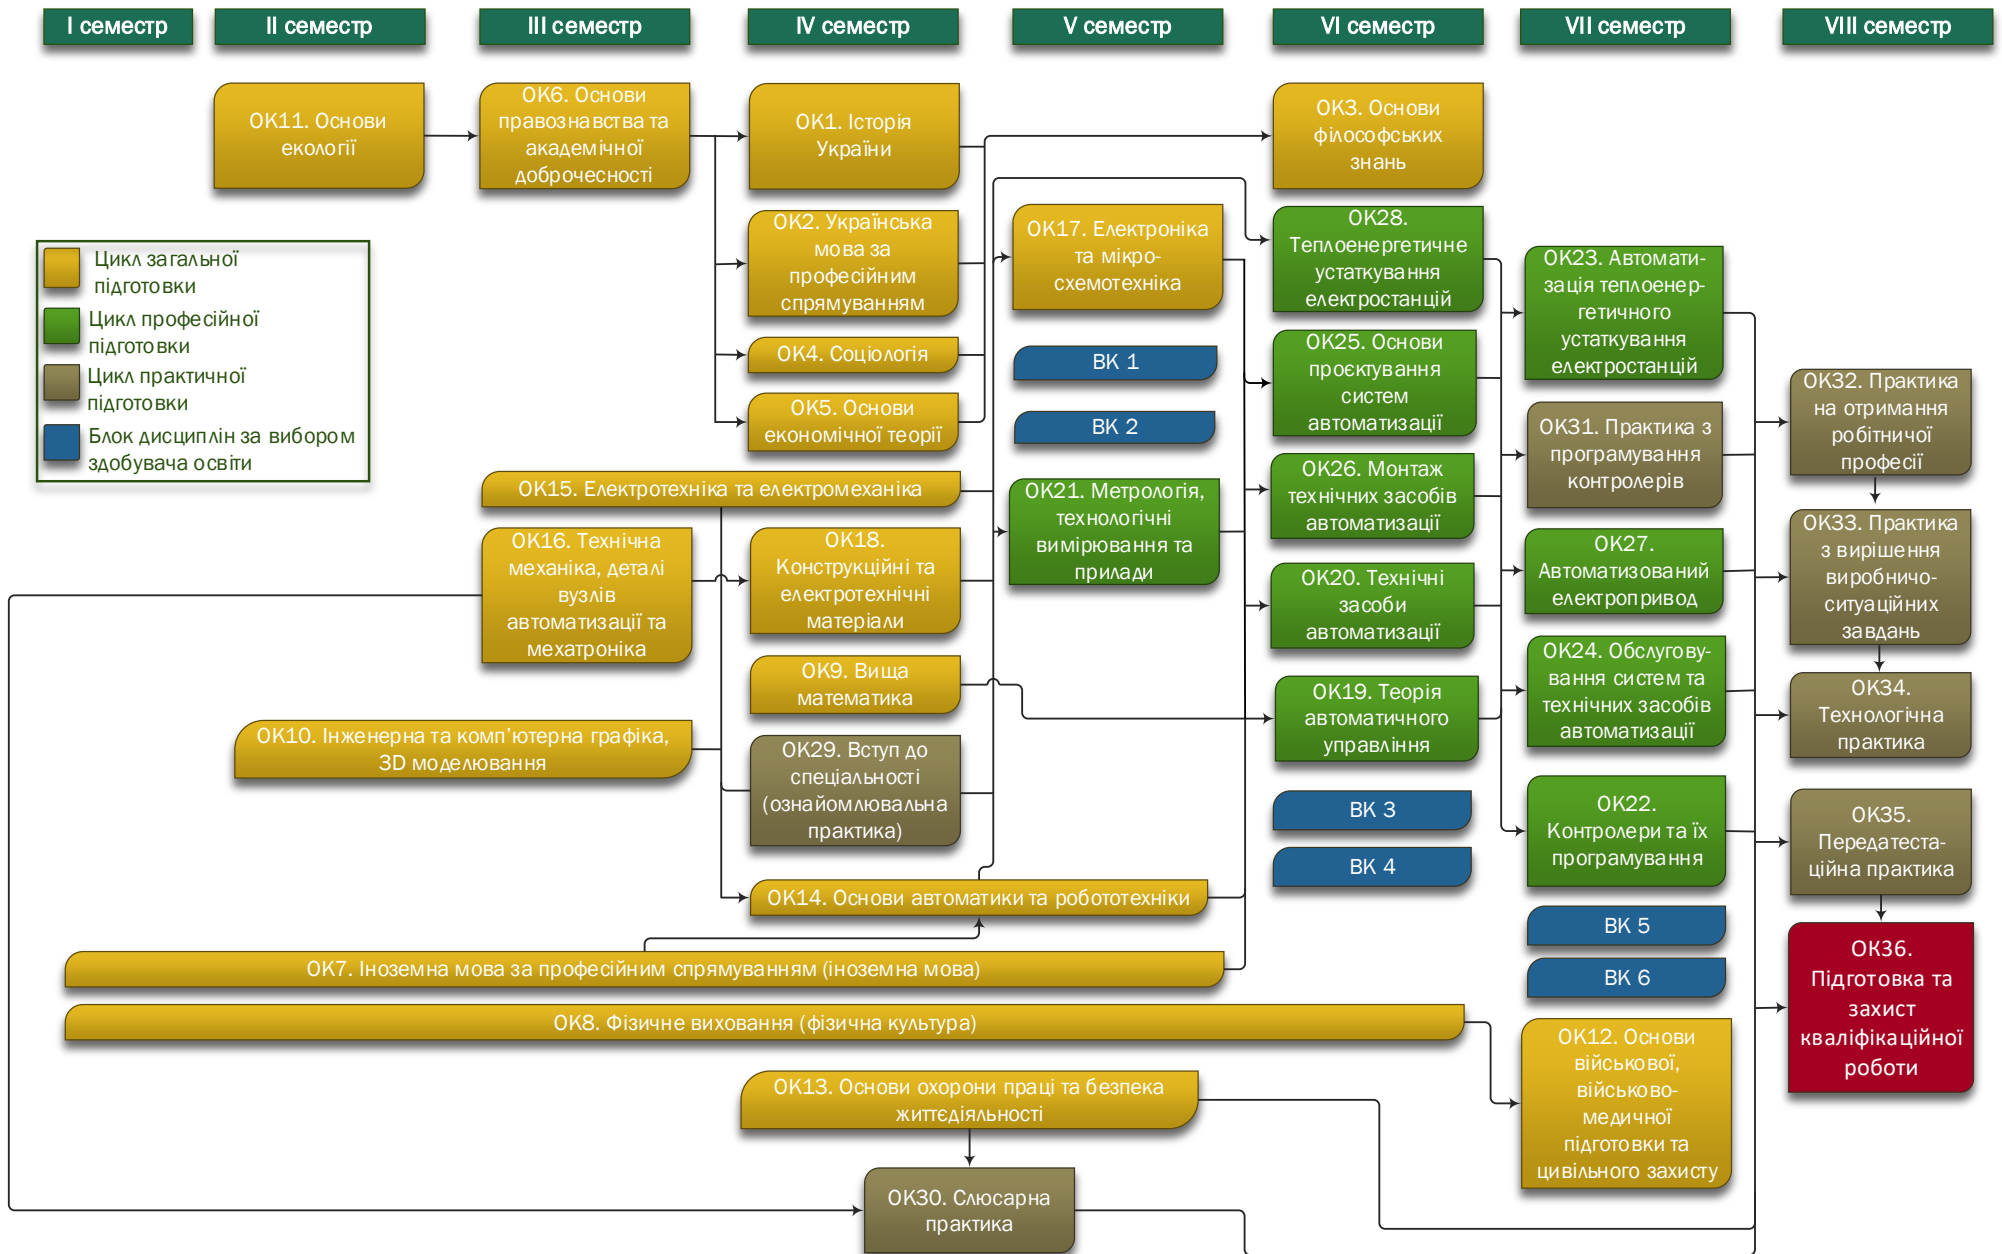 І семестр
ІІ семестр
ІІІ семестр
IV семестр
V семестр
VI семестр
VII семестр
VIII семестр
ОК11. Основи
екології
ОК6. Основи
правознавства та
академічної
доброчесності
ОК1. Історія
України
ОК3. Основи
філософських
знань
ОК2. Українська
мова за
професійним
спрямуванням
ОК4. Соціологія
ОК5. Основи
економічної теорії
Цикл загальної
підготовки
Цикл професійної
підготовки
Цикл практичної
підготовки
Блок дисциплін за вибором
здобувача освіти
ОК17. Електроніка
та мікро-
схемотехніка
ВК 1
ВК 2
ОК28.
Теплоенергетичне
устаткування
електростанцій
ОК25. Основи
проєктування
систем
автоматизації
ОК23. Автомати-
зація теплоенер-
гетичного
устаткування
електростанцій
ОК31. Практика з
програмування
контролерів
ОК32. Практика
на отримання
робітничої
професії
ОК15. Електротехніка та електромеханіка
ОК16. Технічна
механіка, деталі
вузлів
автоматизації та
мехатроніка
ОК18.
Конструкційні та
електротехнічні
матеріали
ОК21. Метрологія,
технологічні
вимірювання та
прилади
ОК26. Монтаж
технічних засобів
автоматизації
ОК20. Технічні
засоби
автоматизації
ОК27.
Автоматизований
електропривод
ОК33. Практика
з вирішення
виробничо-
ситуаційних
завдань
ОК9. Вища
математика
ОК19. Теорія
автоматичного
управління
ОК24. Обслугову-
вання систем та
технічних засобів
автоматизації
ОК34.
Технологічна
практика
ОК10. Інженерна та комп’ютерна графіка,
3D моделювання
ОК29. Вступ до
спеціальності
(ознайомлювальна
практика)
ВК 3
ВК 4
ОК22.
Контролери та їх
програмування
ОК35.
Передатеста-
ційна практика
ОК14. Основи автоматики та робототехніки
ВК 5
ВК 6
ОК36.
Підготовка та
захист
кваліфікаційної
роботи
ОК7. Іноземна мова за професійним спрямуванням (іноземна мова)
ОК8. Фізичне виховання (фізична культура)
ОК12. Основи
військової,
військово-
медичної
підготовки та
цивільного захисту
ОК13. Основи охорони праці та безпека
життєдіяльності
ОК30. Слюсарна
практика